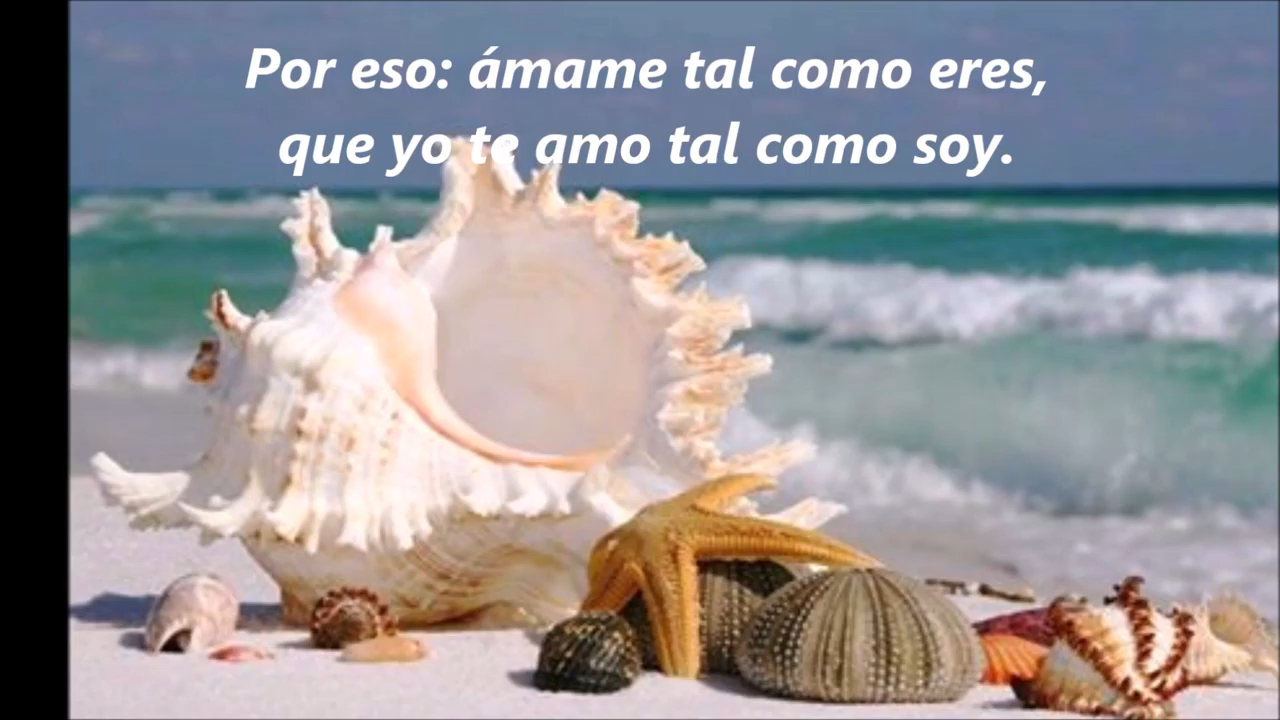 Por eso: ámame tal como eres,
que yo te amo tal como soy.